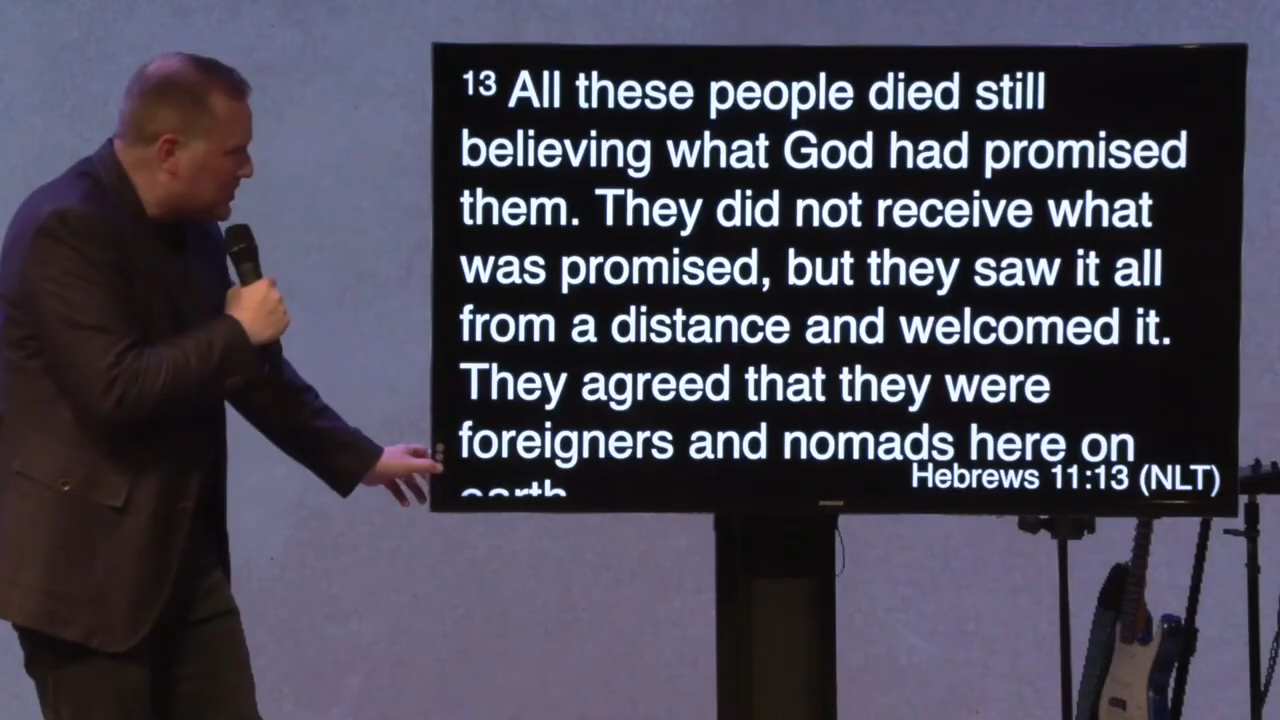 13 All these people died still
believing what God had promised
them. They did not receive what
was promised, but they saw it all
from a distance and welcomed it.
They agreed that they were
foreigners and nomads here on
earth
Hebrews 11:13 (NLT)